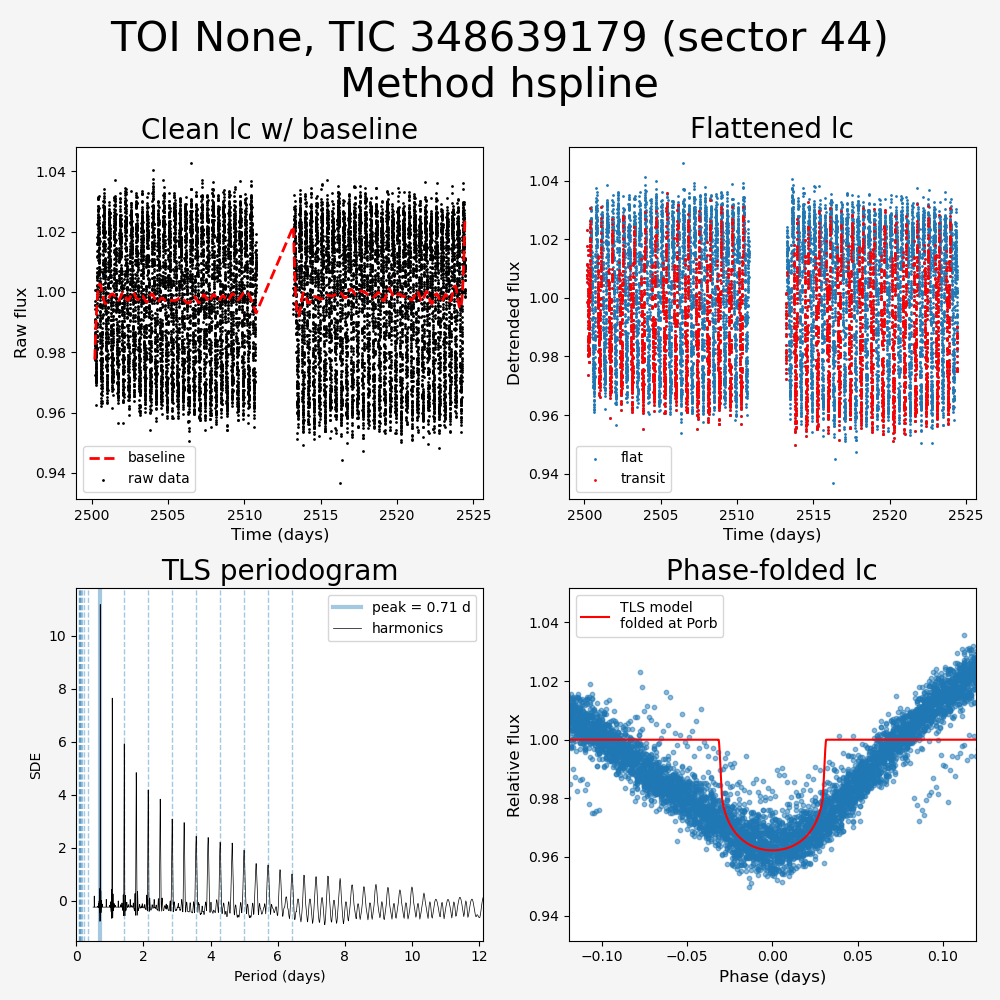 TOI None, TIC 348639179 (sector 44)
Method hspline
Clean lc w/ baseline
Raw flux
1.04
1.02
1.00
0.98
0.96
0.94
baseline
raw data
2500
2505
2510
2515
2520
2525
Time (days)
Flattened lc
Detrended flux
1.04
1.02
1.00
0.98
0.96
0.94
flat
transit
2500
2505
2510
2515
2520
2525
Time (days)
TLS periodogram
SDE
10
8
6
4
2
0
peak = 0.71 d
harmonics
0
2
4
6
8
10
12
Period (days)
Phase-folded lc
Relative flux
1.04
1.02
1.00
0.98
0.96
0.94
TLS model
folded at Porb
−0.10
−0.05
0.00
0.05
0.10
Phase (days)